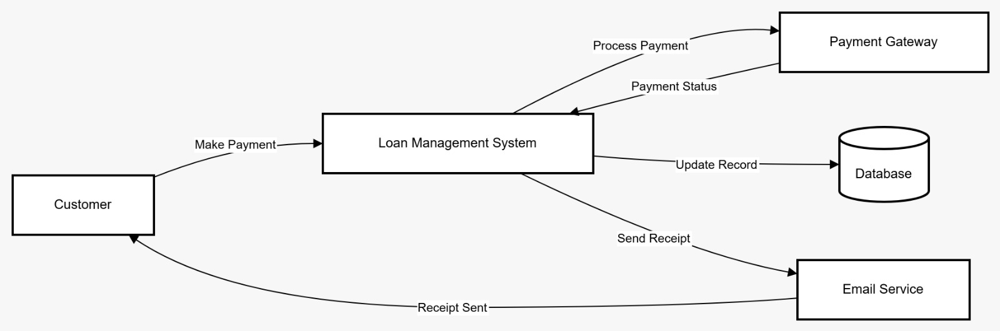 Payment Gateway
Process Payment
Payment Status
Loan Management System
Make Payment
Update Record
Database
Customer
Send Receipt
Email Service
Receipt Sent